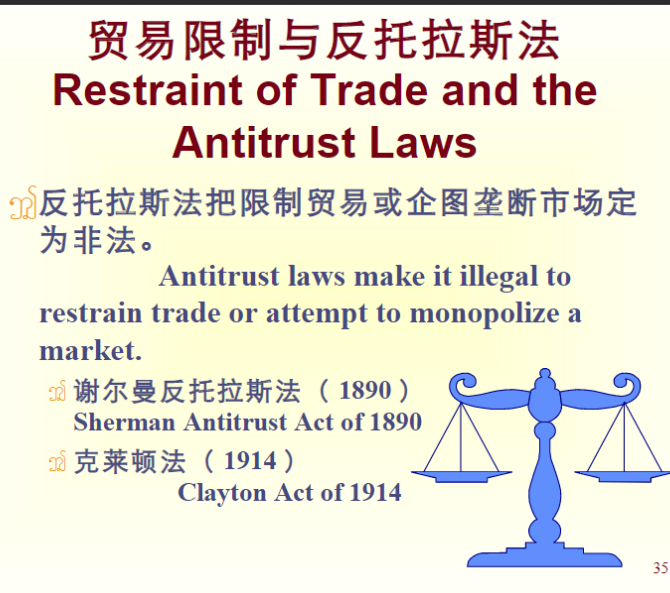 贸易限制与反托拉斯法
Restraint of Trade and the
Antitrust Laws
反托拉斯法把限制贸易或企图垄断市场定
为非法。
Antitrust laws make it illegal to
restrain trade or attempt to monopolize a
market.
谢尔曼反托拉斯法（1890）
Sherman Antitrust Act of 1890
克莱顿法（1914）
Clayton Act of 1914
35